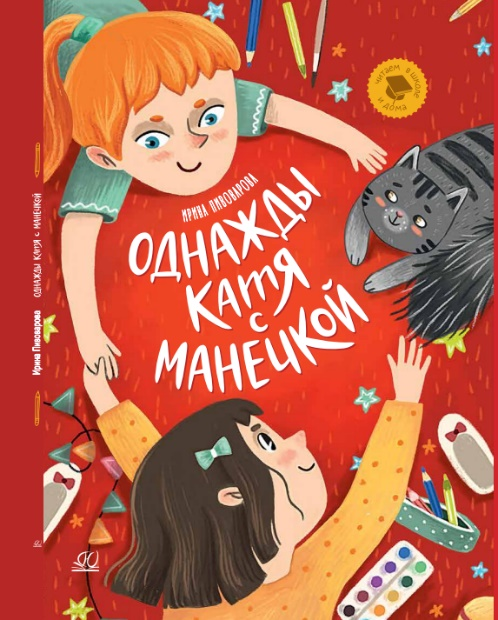 Ирина Пивоварова ОДНАЖДЫ КАТЯ С МАНЕЧКОЙ
читаем в школе
и дома
ИРИНА ПИВОВАРОВА
ОДНАЖДЫ
КАТЯ
С
МАНЕЧКОЙ